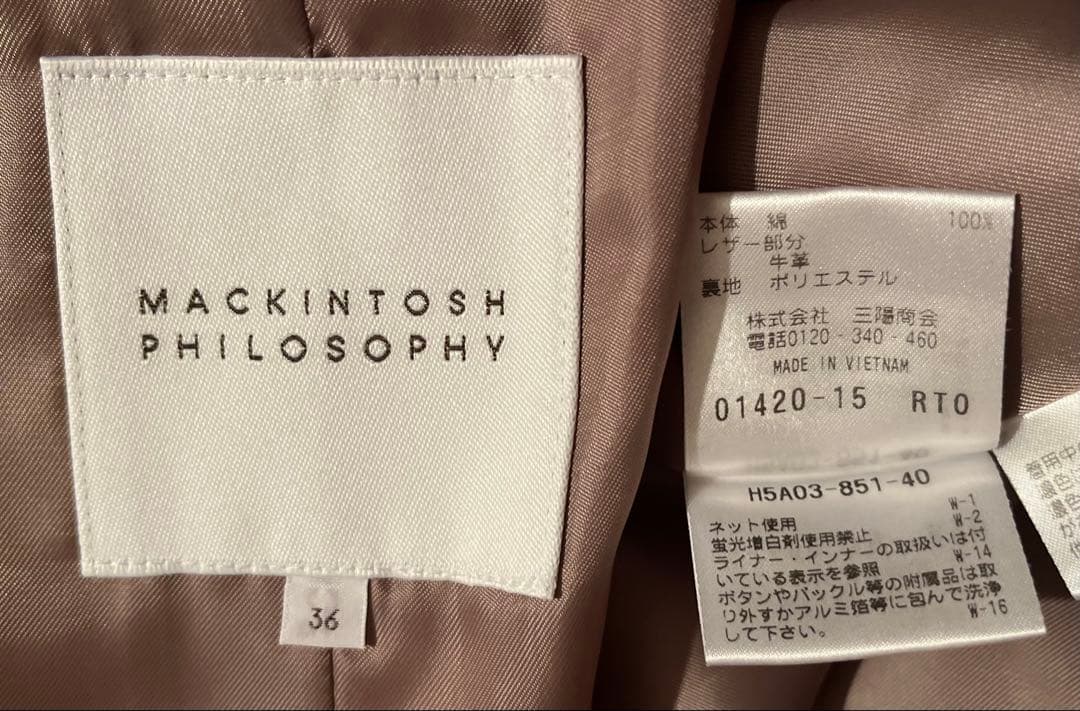 MACKINTOSH
PHILOSOPHY
36
本体 綿 100%
レザー部分
牛革
裏地 ポリエステル
株式会社 三陽商会
電話0120-340-460
MADE IN VIETNAM
01420-15 RTO
H5A03-851-40
W-1
ネット使用 W-2
蛍光増白剤使用禁止
ライナー・インナーの取扱いは付
いている表示を参照 W-14
ボタンやバックル等の附属品は取
り外すかアルミ箔等に包んで洗浄
して下さい。 W-16